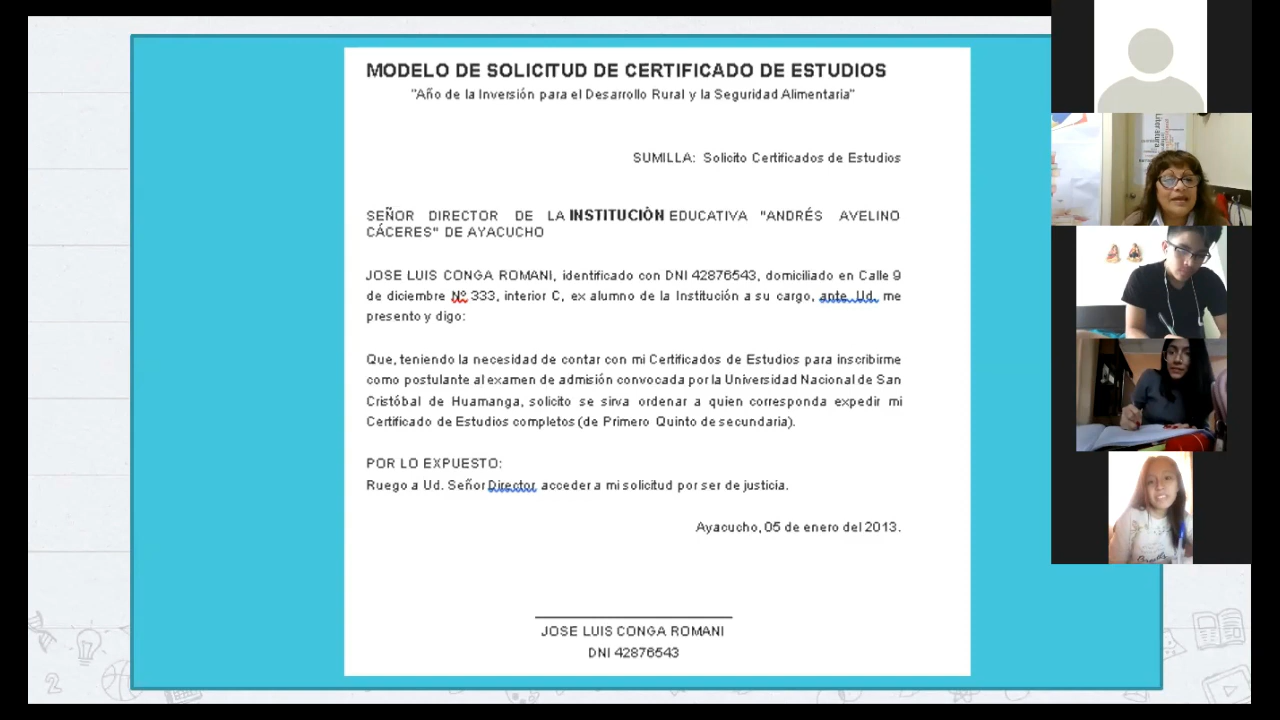 MODELO DE SOLICITUD DE CERTIFICADO DE ESTUDIOS
"Año de la Inversión para el Desarrollo Rural y la Seguridad Alimentaria"
SUMILLA: Solicito Certificados de Estudios
SEÑOR DIRECTOR DE LA INSTITUCIÓN EDUCATIVA "ANDRÉS AVELINO
CÁCERES" DE AYACUCHO
JOSE LUIS CONGA ROMANI, identificado con DNI 42876543, domiciliado en Calle 9
de diciembre Nº 333, interior C, ex alumno de la Institución a su cargo, ante Ud. me
presento y digo:
Que, teniendo la necesidad de contar con mi Certificados de Estudios para inscribirme
como postulante al examen de admisión convocada por la Universidad Nacional de San
Cristóbal de Huamanga, solicito se sirva ordenar a quien corresponda expedir mi
Certificado de Estudios completos (de Primero Quinto de secundaria).
POR LO EXPUESTO:
Ruego a Ud. Señor Director, acceder a mi solicitud por ser de justicia.
Ayacucho, 05 de enero del 2013.
JOSE LUIS CONGA ROMANI
DNI 42876543